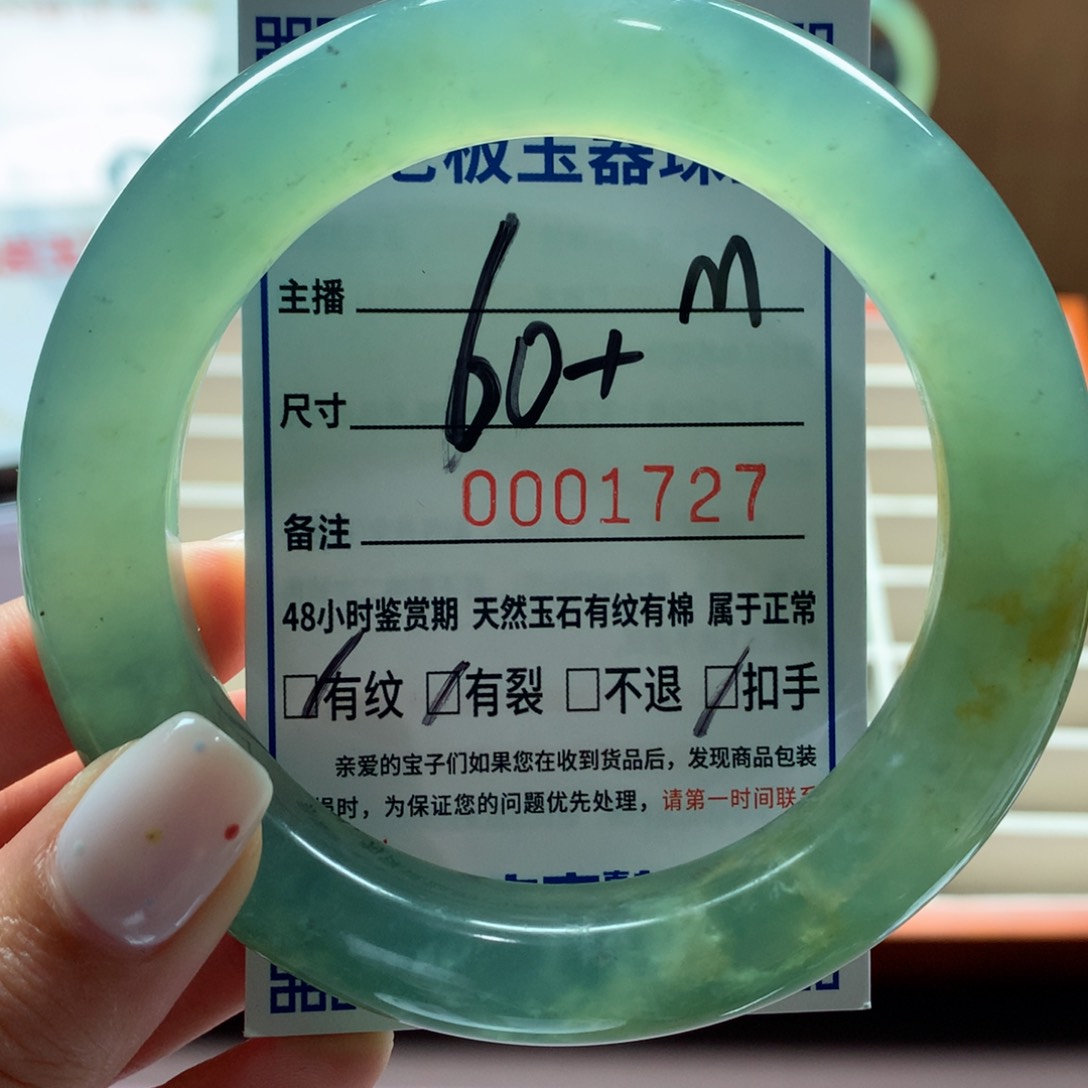 板玉器珠
主播 m
尺寸 60+
备注 0001727
48小时鉴赏期 天然玉石有纹有棉 属于正常
☐有纹 ☐有裂 ☐不退 ☐扣手
亲爱的宝子们如果您在收到货品后，发现商品包装
时，为保证您的问题优先处理，请第一时间联系